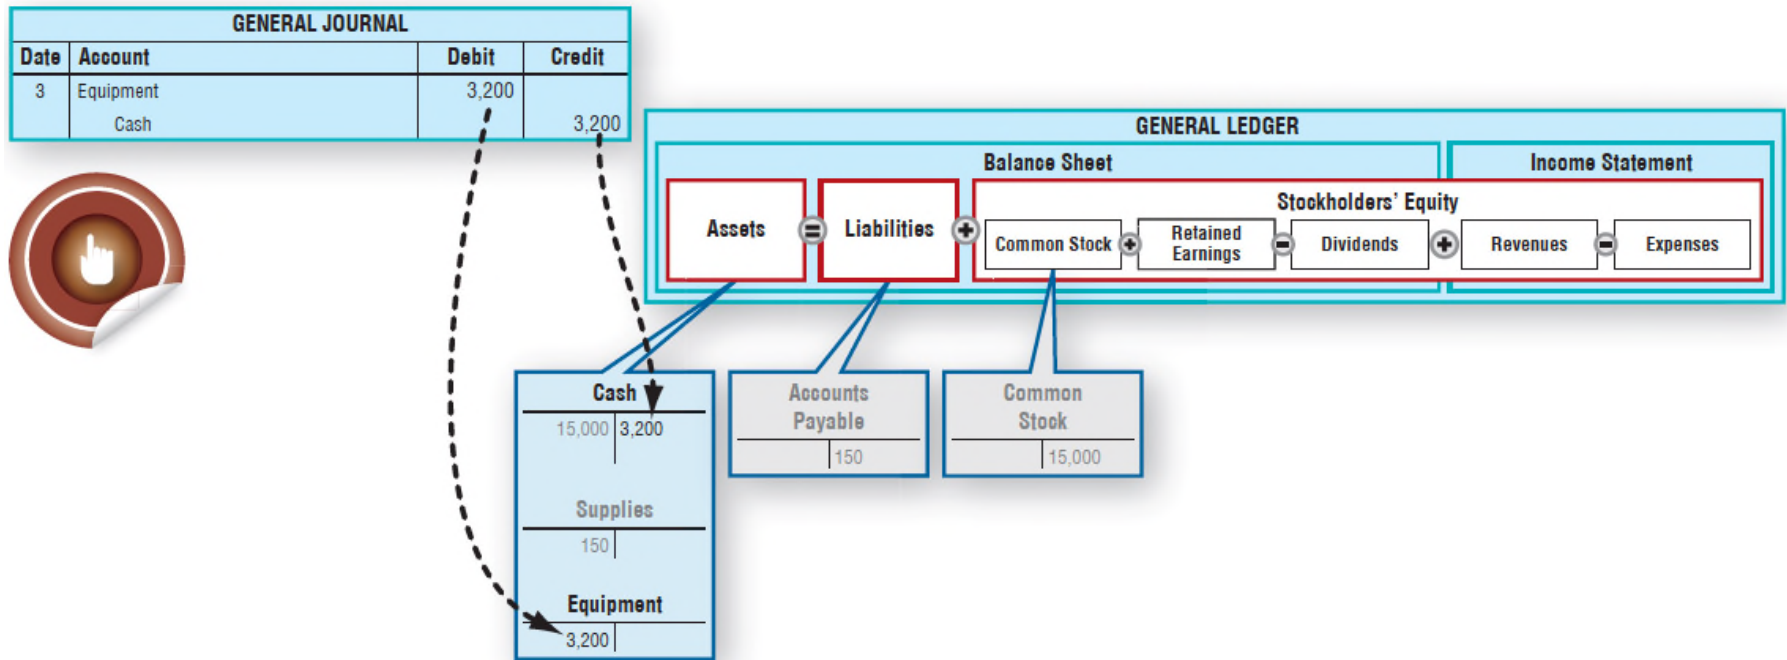 GENERAL JOURNAL
Date Account Debit Credit
3 Equipment 3,200
Cash 3,200
GENERAL LEDGER
Balance Sheet Income Statement
Stockholders' Equity
Assets = Liabilities + Common Stock + Retained Earnings - Dividends + Revenues - Expenses
Cash
15,000 3,200
Supplies
150
Equipment
3,200
Accounts
Payable
150
Common
Stock
15,000